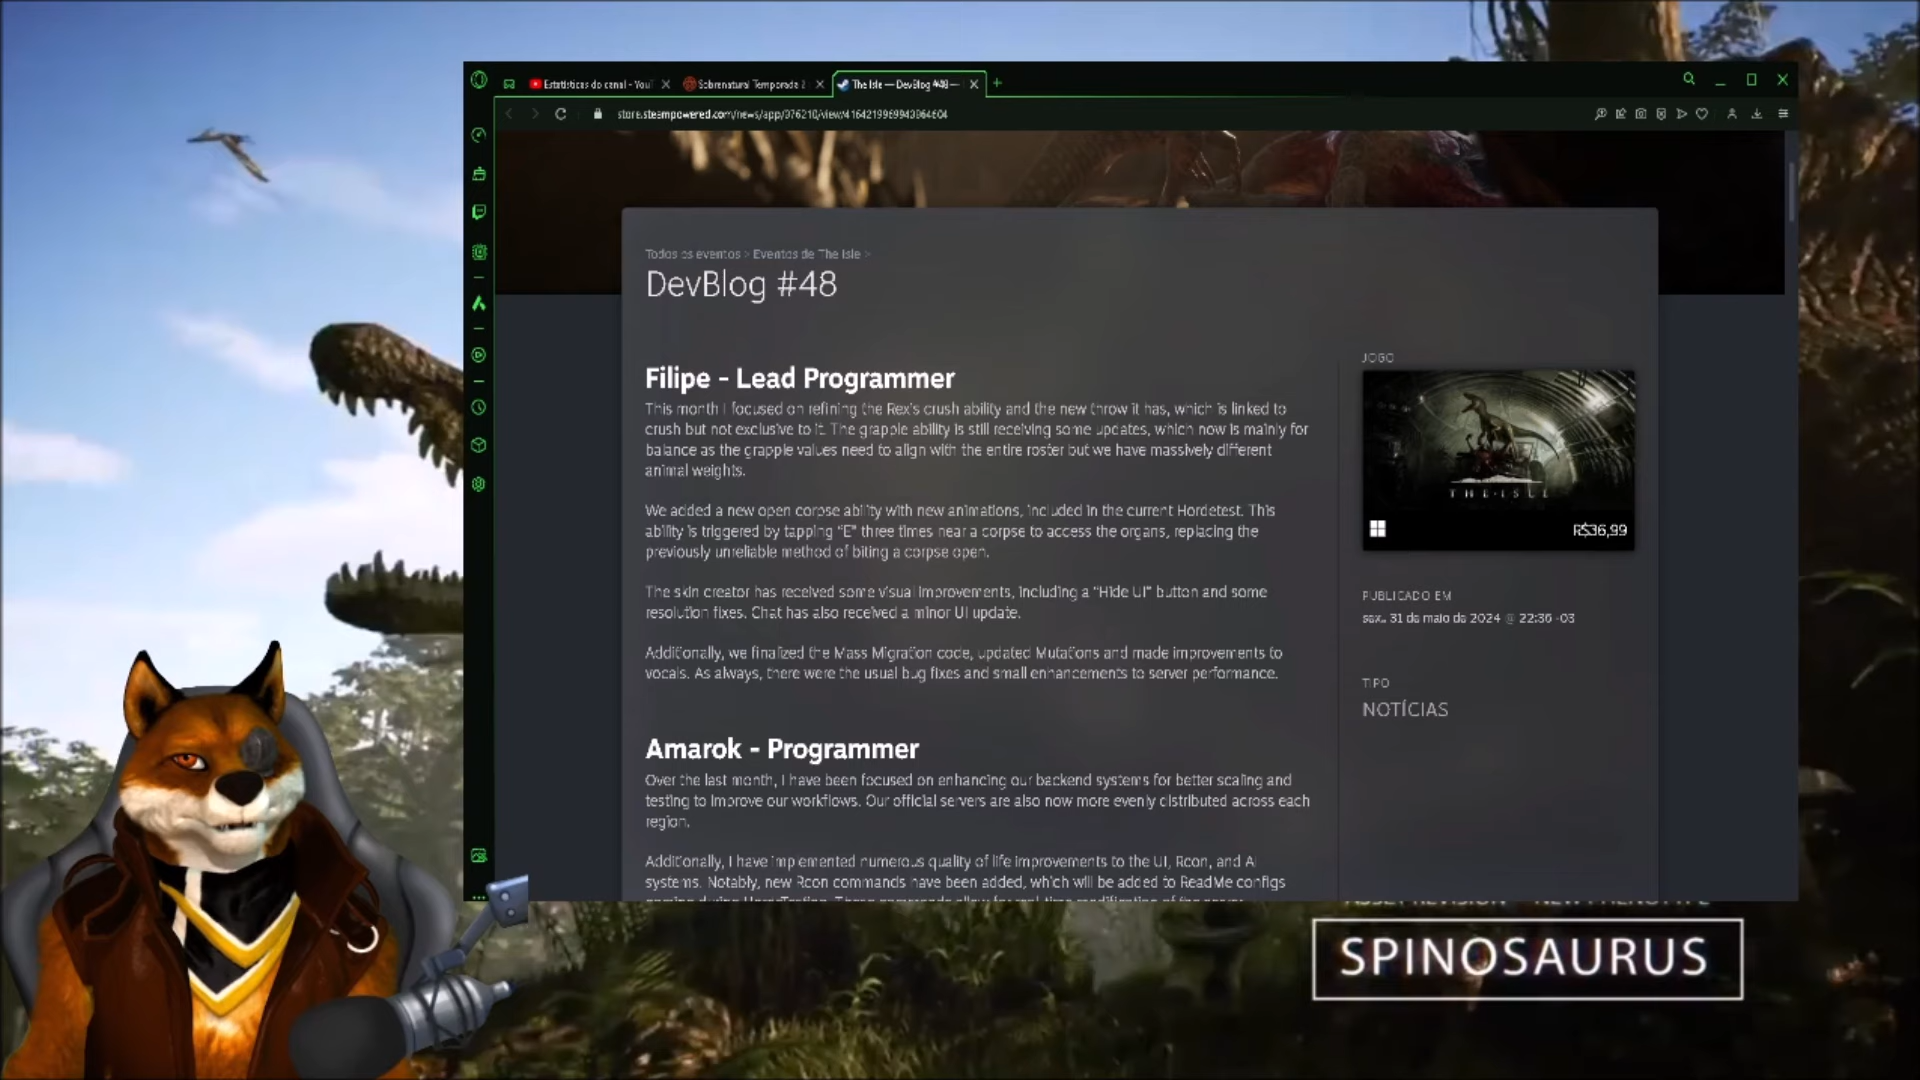 Estatísticas do canal - You
Sobrenatural Temporada 2
The Isle — DevBlog #48 —
store.steampowered.com/news/app/376210/view/4164219969943964604
Todos os eventos > Eventos de The Isle >
DevBlog #48
Filipe - Lead Programmer
This month I focused on refining the Rex's crush ability and the new throw it has, which is linked to
crush but not exclusive to it. The grapple ability is still receiving some updates, which now is mainly for
balance as the grapple values need to align with the entire roster but we have massively different
animal weights.
We added a new open corpse ability with new animations, included in the current Hordetest. This
ability is triggered by tapping "E" three times near a corpse to access the organs, replacing the
previously unreliable method of biting a corpse open.
The skin creator has received some visual improvements, including a "Hide UI" button and some
resolution fixes. Chat has also received a minor UI update.
Additionally, we finalized the Mass Migration code, updated Mutations and made improvements to
vocals. As always, there were the usual bug fixes and small enhancements to server performance.
Amarok - Programmer
Over the last month, I have been focused on enhancing our backend systems for better scaling and
testing to improve our workflows. Our official servers are also now more evenly distributed across each
region.
Additionally, I have implemented numerous quality of life improvements to the UI, Rcon, and AI
systems. Notably, new Rcon commands have been added, which will be added to ReadMe configs
JOGO
THE ISLE
R$36,99
PUBLICADO EM
sex., 31 de maio de 2024 @ 22:36 -03
TIPO
NOTÍCIAS
SPINOSAURUS